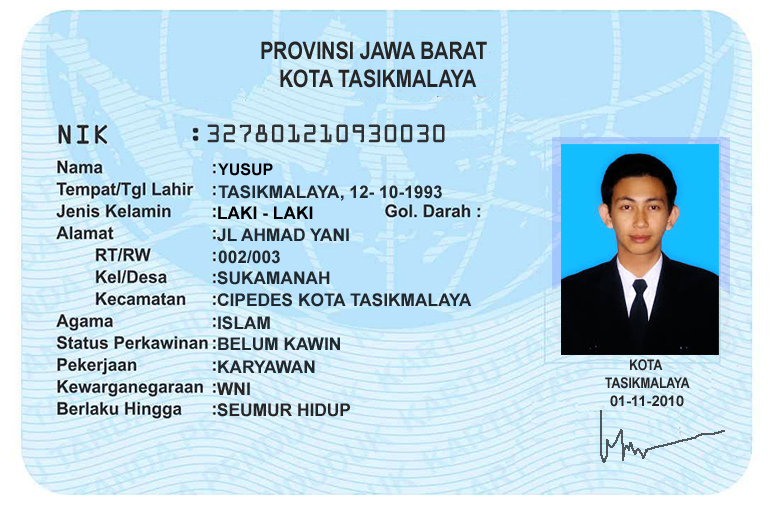 PROVINSI JAWA BARAT
KOTA TASIKMALAYA
NIK :3278012109300​30
Nama :YUSUP
Tempat/Tgl Lahir :TASIKMALAYA, 12- 10-1993
Jenis Kelamin :LAKI - LAKI Gol. Darah :
Alamat :JL AHMAD YANI
RT/RW :002/003
Kel/Desa :SUKAMANAH
Kecamatan :CIPEDES KOTA TASIKMALAYA
Agama :ISLAM
Status Perkawinan :BELUM KAWIN
Pekerjaan :KARYAWAN
Kewarganegaraan :WNI
Berlaku Hingga :SEUMUR HIDUP
KOTA
TASIKMALAYA
01-11-2010